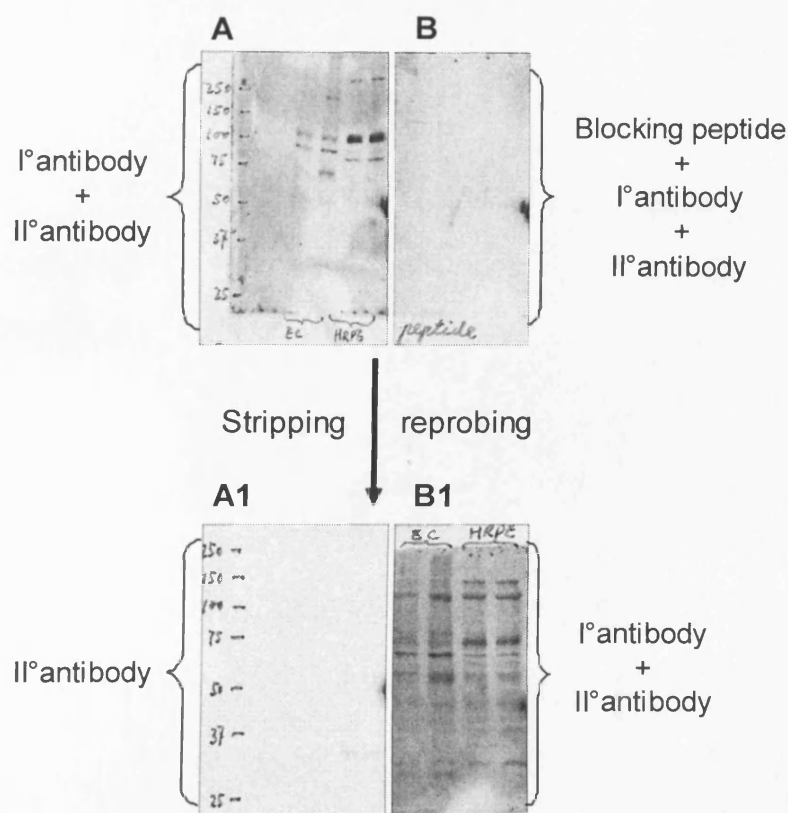 A
B
I°antibody
+
II°antibody
250
150
100
75
50
37
25
EC
HRPE
peptide
Blocking peptide
+
I°antibody
+
II°antibody
Stripping
reprobing
A1
B1
II°antibody
250
150
100
75
50
37
25
EC
HRPE
I°antibody
+
II°antibody